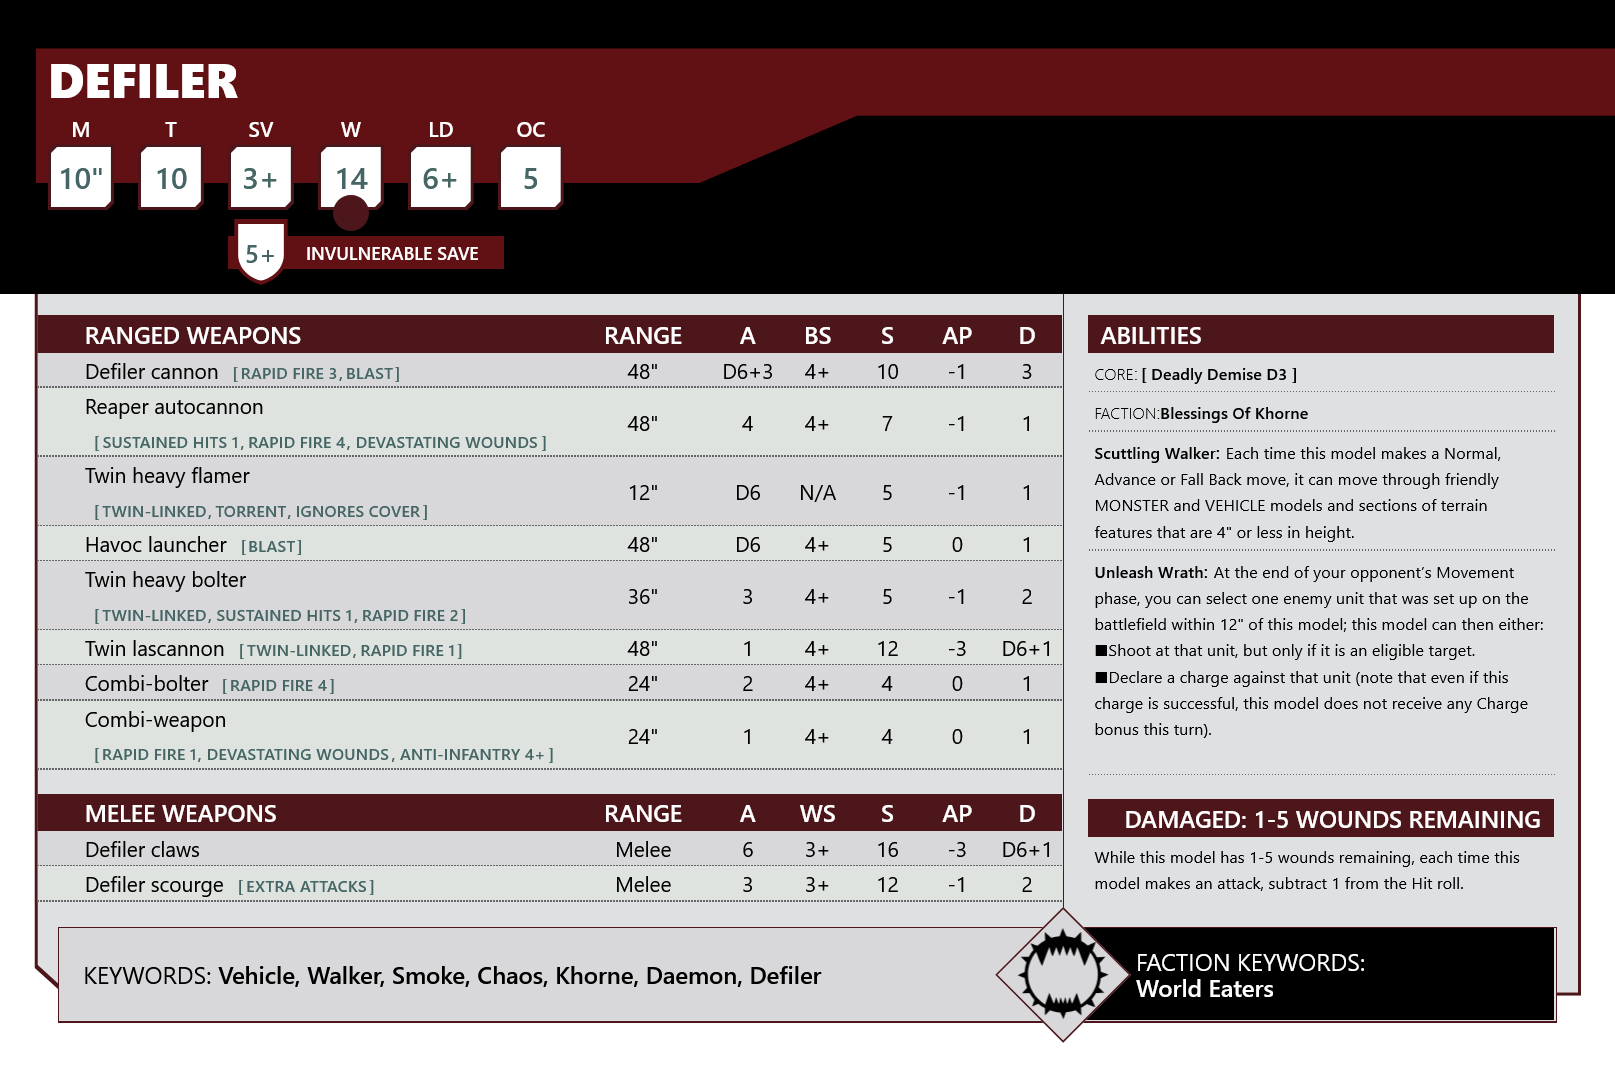 DEFILER
M T SV W LD OC
10" 10 3+ 14 6+ 5
5+ INVULNERABLE SAVE
RANGED WEAPONS RANGE A BS S AP D
Defiler cannon [RAPID FIRE 3, BLAST] 48" D6+3 4+ 10 -1 3
Reaper autocannon
[SUSTAINED HITS 1, RAPID FIRE 4, DEVASTATING WOUNDS] 48" 4 4+ 7 -1 1
Twin heavy flamer
[TWIN-LINKED, TORRENT, IGNORES COVER] 12" D6 N/A 5 -1 1
Havoc launcher [BLAST] 48" D6 4+ 5 0 1
Twin heavy bolter
[TWIN-LINKED, SUSTAINED HITS 1, RAPID FIRE 2] 36" 3 4+ 5 -1 2
Twin lascannon [TWIN-LINKED, RAPID FIRE 1] 48" 1 4+ 12 -3 D6+1
Combi-bolter [RAPID FIRE 4] 24" 2 4+ 4 0 1
Combi-weapon
[RAPID FIRE 1, DEVASTATING WOUNDS, ANTI-INFANTRY 4+] 24" 1 4+ 4 0 1
MELEE WEAPONS RANGE A WS S AP D
Defiler claws Melee 6 3+ 16 -3 D6+1
Defiler scourge [EXTRA ATTACKS] Melee 3 3+ 12 -1 2
ABILITIES
CORE: [ Deadly Demise D3 ]
FACTION:Blessings Of Khorne
Scuttling Walker: Each time this model makes a Normal,
Advance or Fall Back move, it can move through friendly
MONSTER and VEHICLE models and sections of terrain
features that are 4" or less in height.
Unleash Wrath: At the end of your opponent's Movement
phase, you can select one enemy unit that was set up on the
battlefield within 12" of this model; this model can then either:
■Shoot at that unit, but only if it is an eligible target.
■Declare a charge against that unit (note that even if this
charge is successful, this model does not receive any Charge
bonus this turn).
DAMAGED: 1-5 WOUNDS REMAINING
While this model has 1-5 wounds remaining, each time this
model makes an attack, subtract 1 from the Hit roll.
KEYWORDS: Vehicle, Walker, Smoke, Chaos, Khorne, Daemon, Defiler
FACTION KEYWORDS:
World Eaters